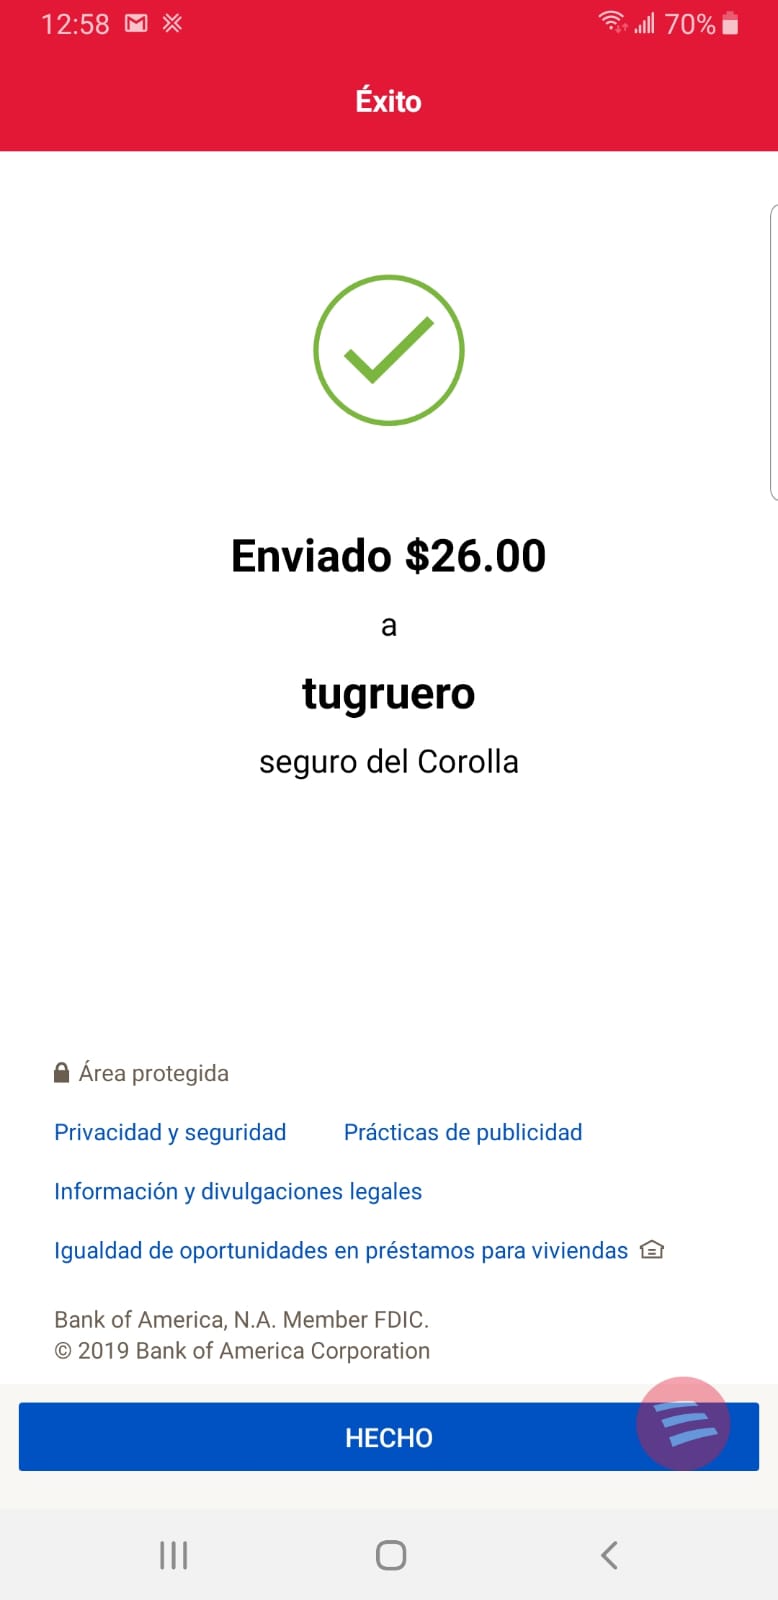 12:58
70%
Éxito
Enviado $26.00
a
tugruero
seguro del Corolla
Área protegida
Privacidad y seguridad Prácticas de publicidad
Información y divulgaciones legales
Igualdad de oportunidades en préstamos para viviendas
Bank of America, N.A. Member FDIC.
© 2019 Bank of America Corporation
HECHO